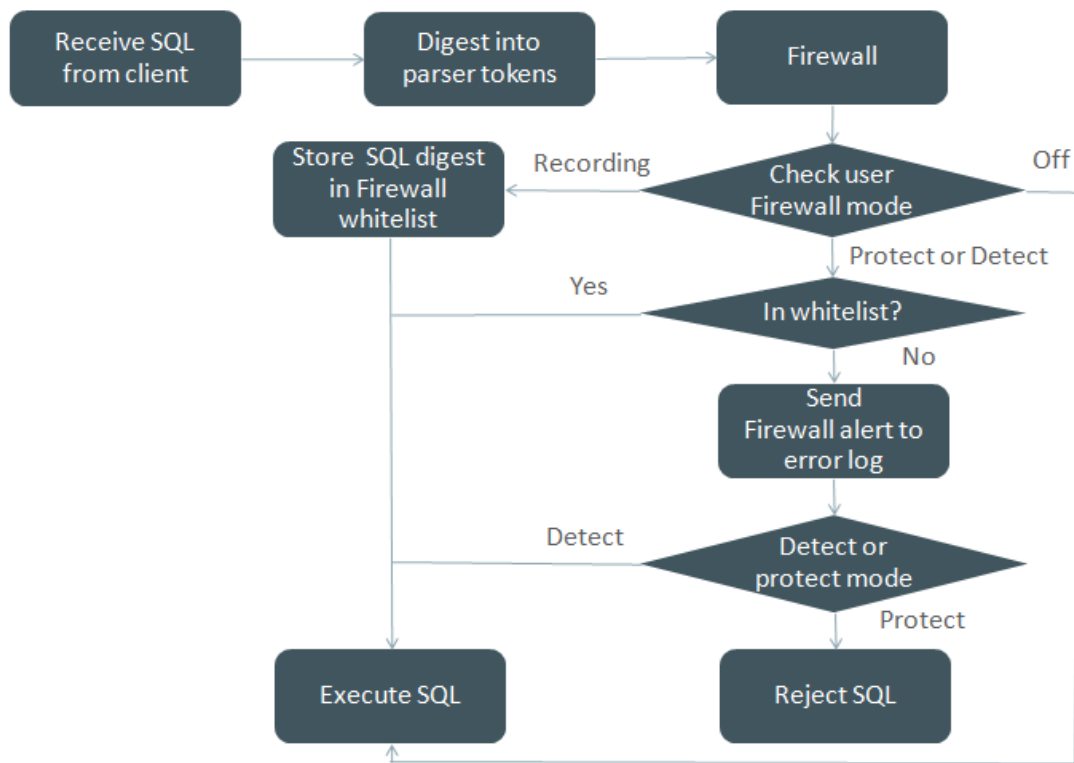 Receive SQL
from client
Digest into
parser tokens
Firewall
Store SQL digest
in Firewall
whitelist
Recording
Check user
Firewall mode
Off
Protect or Detect
Yes
In whitelist?
No
Send
Firewall alert to
error log
Detect
Detect or
protect mode
Protect
Execute SQL
Reject SQL